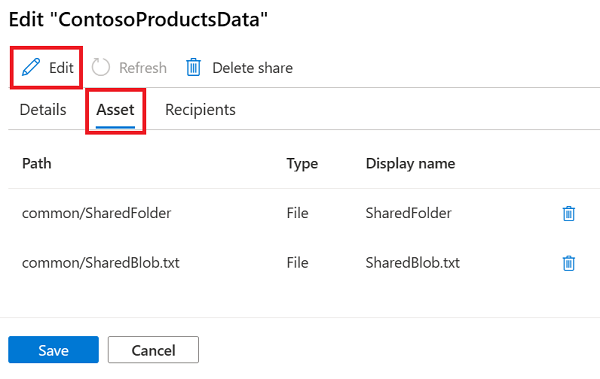 Edit "ContosoProductsData"
Edit Refresh Delete share
Details Asset Recipients
Path Type Display name
common/SharedFolder File SharedFolder
common/SharedBlob.txt File SharedBlob.txt
Save Cancel